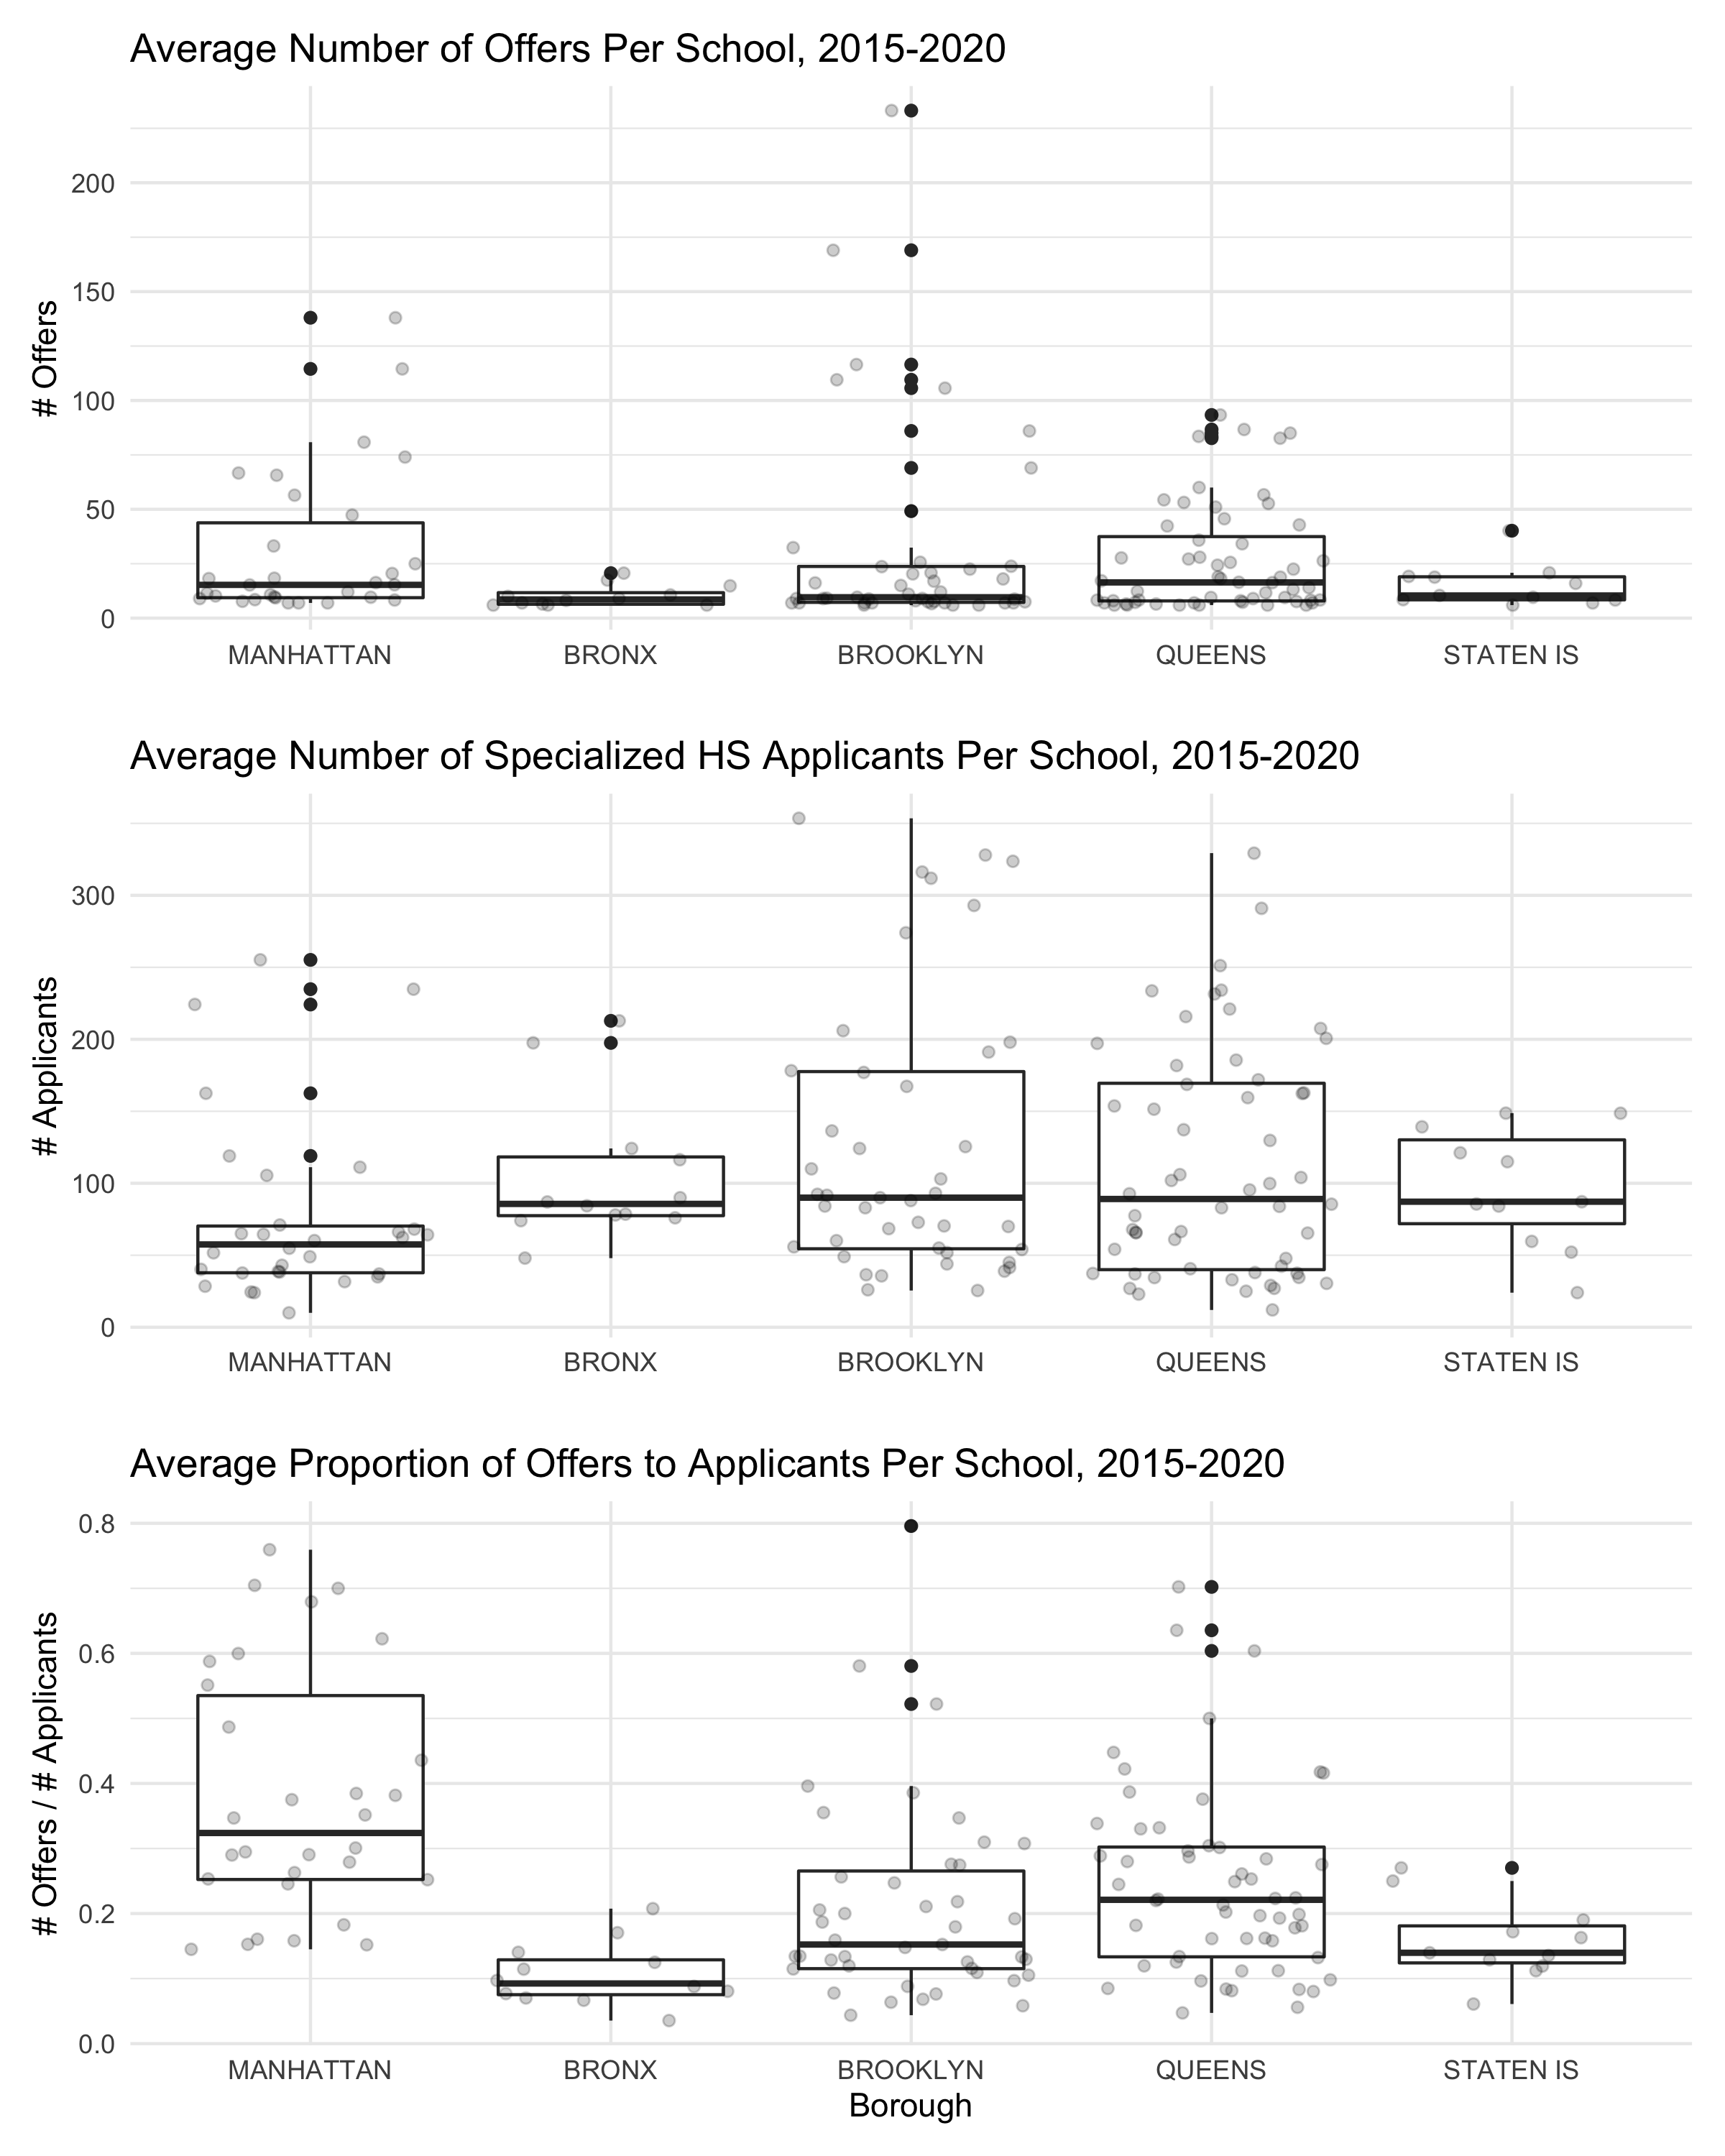 Average Number of Offers Per School, 2015-2020
# Offers
200
150
100
50
0
MANHATTAN BRONX BROOKLYN QUEENS STATEN IS
Average Number of Specialized HS Applicants Per School, 2015-2020
# Applicants
300
200
100
0
MANHATTAN BRONX BROOKLYN QUEENS STATEN IS
Average Proportion of Offers to Applicants Per School, 2015-2020
# Offers / # Applicants
0.8
0.6
0.4
0.2
0.0
MANHATTAN BRONX BROOKLYN QUEENS STATEN IS
Borough